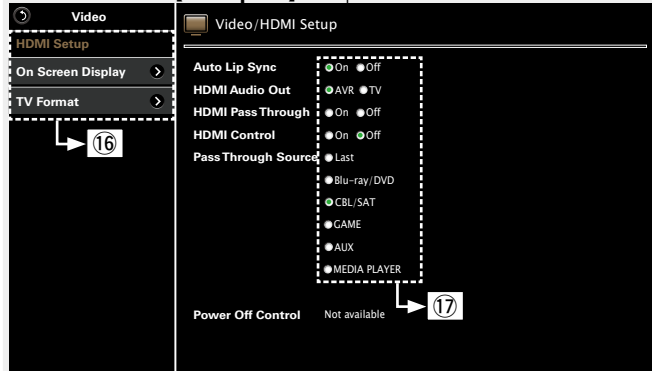 Video
HDMI Setup
On Screen Display
TV Format
⑯
Video/HDMI Setup
Auto Lip Sync On Off
HDMI Audio Out AVR TV
HDMI Pass Through On Off
HDMI Control On Off
Pass Through Source Last
Blu-ray/DVD
CBL/SAT
GAME
AUX
MEDIA PLAYER
⑰
Power Off Control Not available